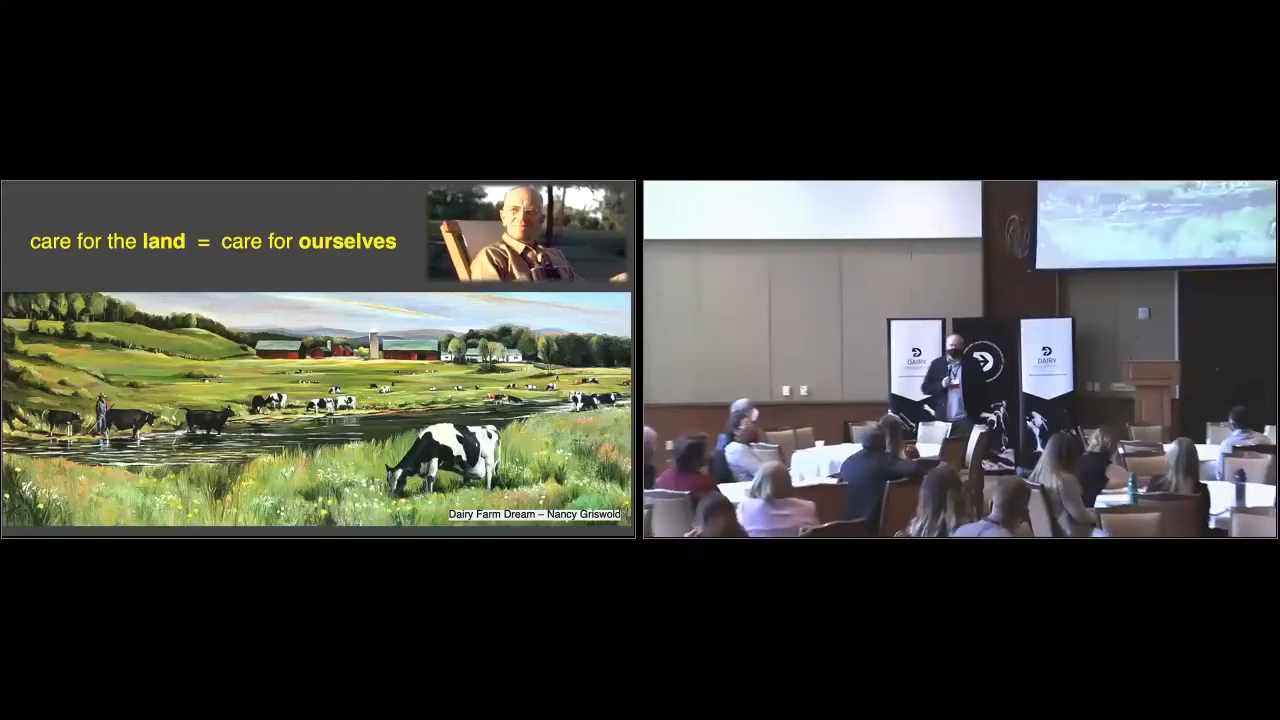 care for the land = care for ourselves
Dairy Farm Dream – Nancy Griswold
DAIRY
DAIRY